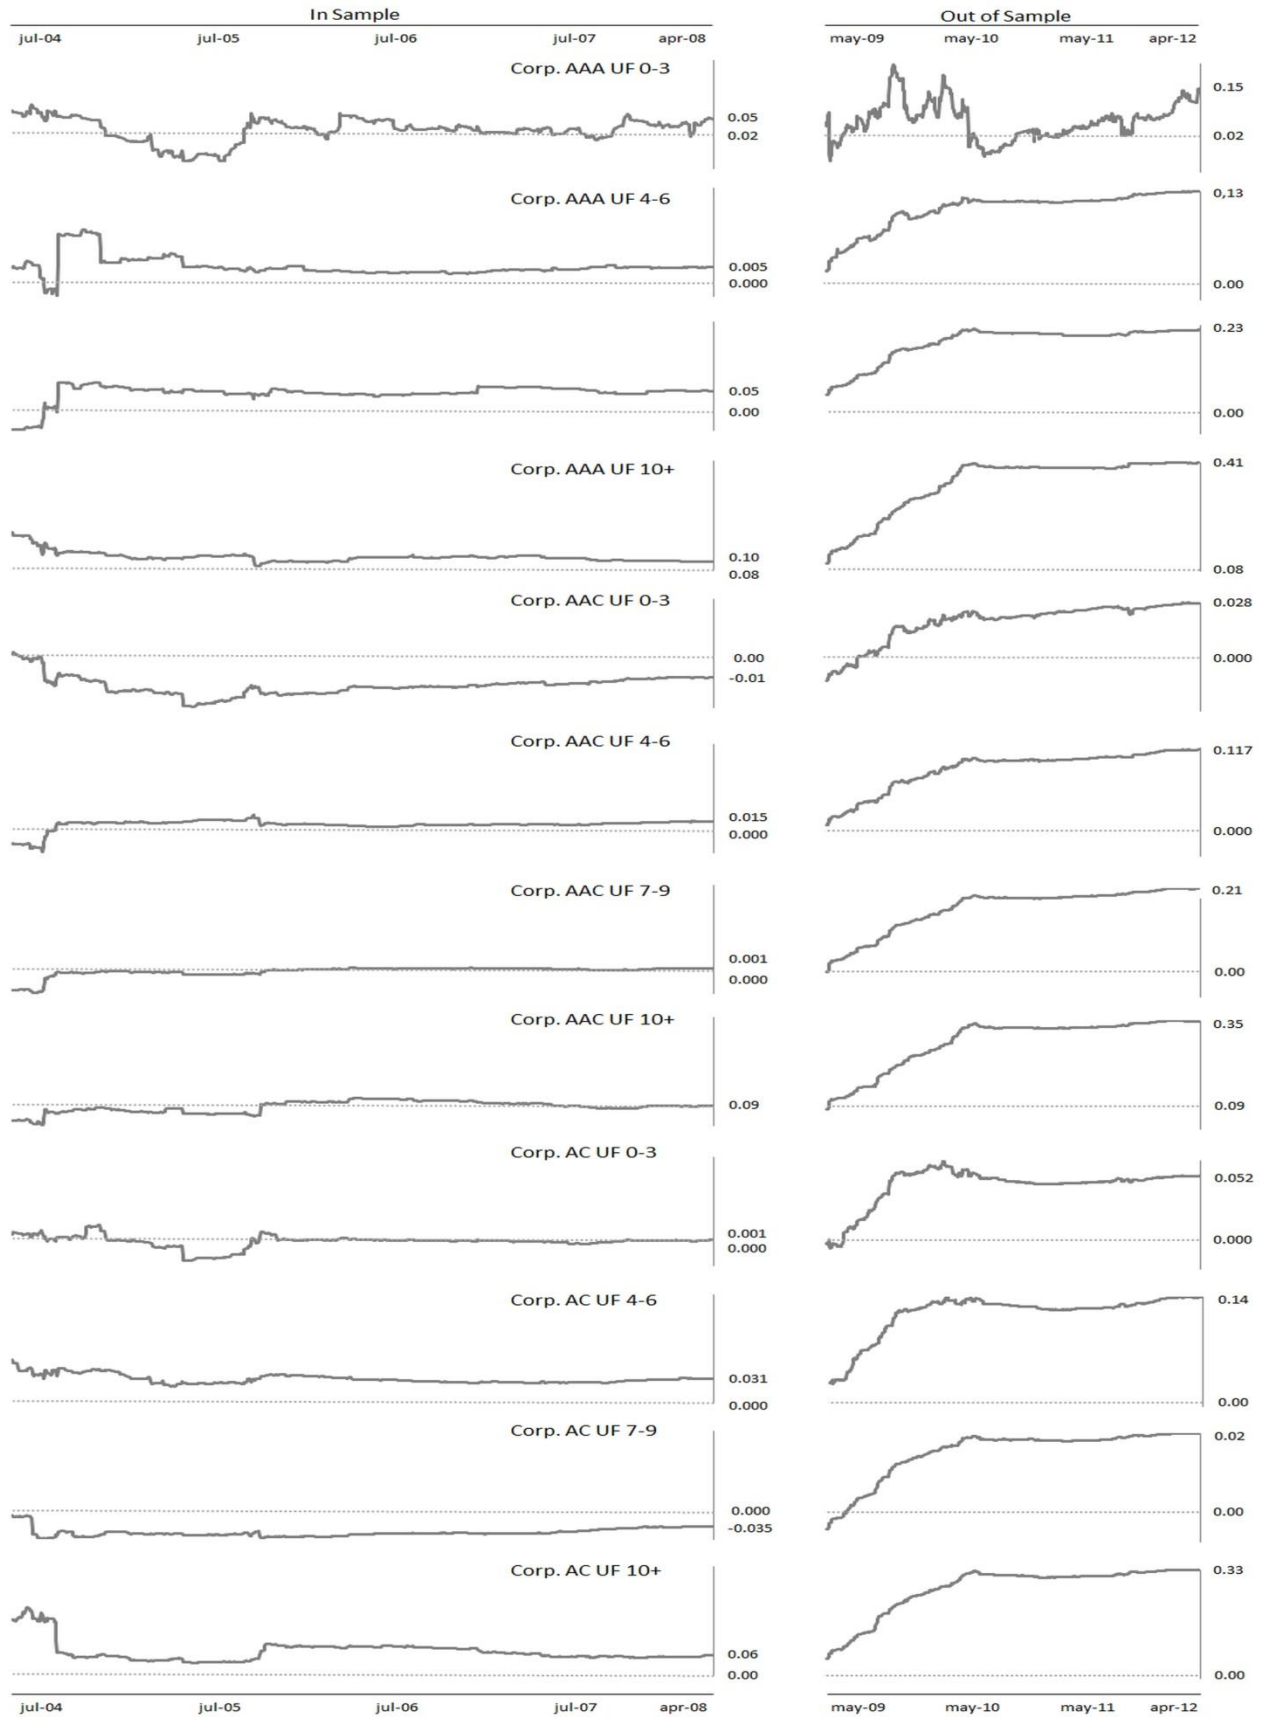 In Sample Out of Sample
jul-04 jul-05 jul-06 jul-07 apr-08 may-09 may-10 may-11 apr-12
Corp. AAA UF 0-3
0.05 0.15
0.02 0.02
Corp. AAA UF 4-6
0,13
0.005
0.000 0.00
0.23
0.05
0.00 0.00
Corp. AAA UF 10+
0.41
0.10
0.08 0.08
Corp. AAC UF 0-3
0.028
0.00 0.000
-0.01
Corp. AAC UF 4-6
0.117
0.015
0.000 0.000
Corp. AAC UF 7-9
0.21
0.001
0.000 0.00
Corp. AAC UF 10+
0.35
0.09 0.09
Corp. AC UF 0-3
0.052
0.001
0.000 0.000
Corp. AC UF 4-6
0.14
0.031
0.000 0.00
Corp. AC UF 7-9
0.02
0.000 0.00
-0.035
Corp. AC UF 10+
0.33
0.06
0.00 0.00
jul-04 jul-05 jul-06 jul-07 apr-08 may-09 may-10 may-11 apr-12